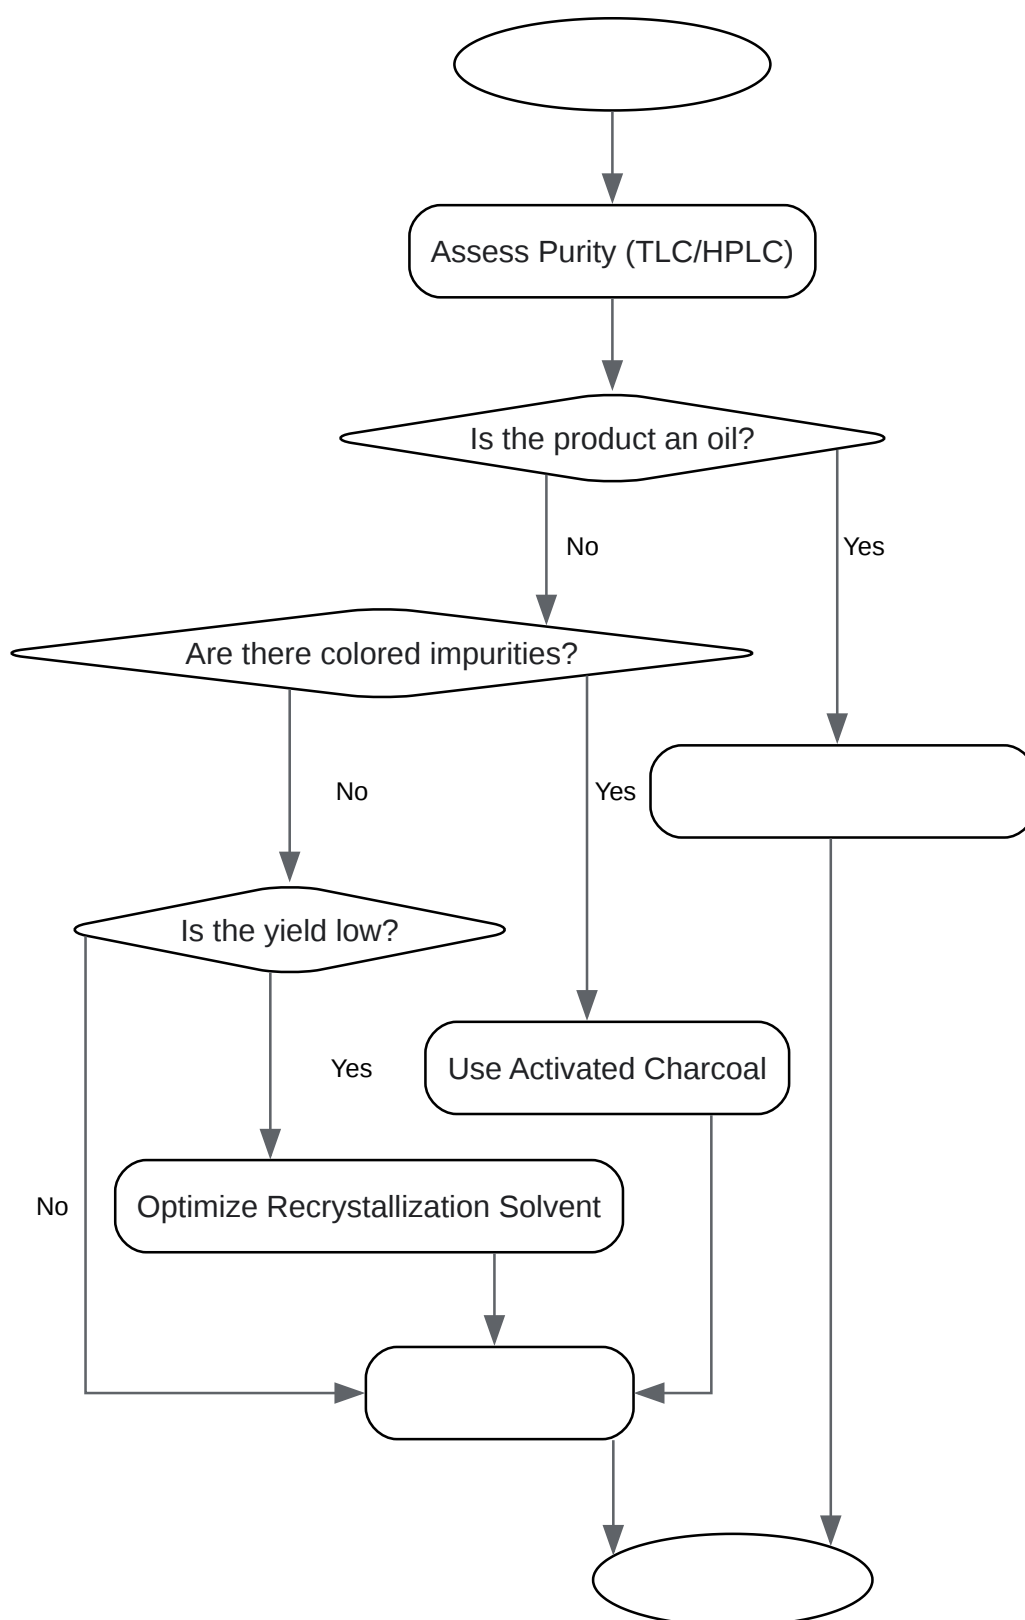 Assess Purity (TLC/HPLC)
Is the product an oil?
No
Yes
Are there colored impurities?
No
Yes
Is the yield low?
Yes
Use Activated Charcoal
No
Optimize Recrystallization Solvent